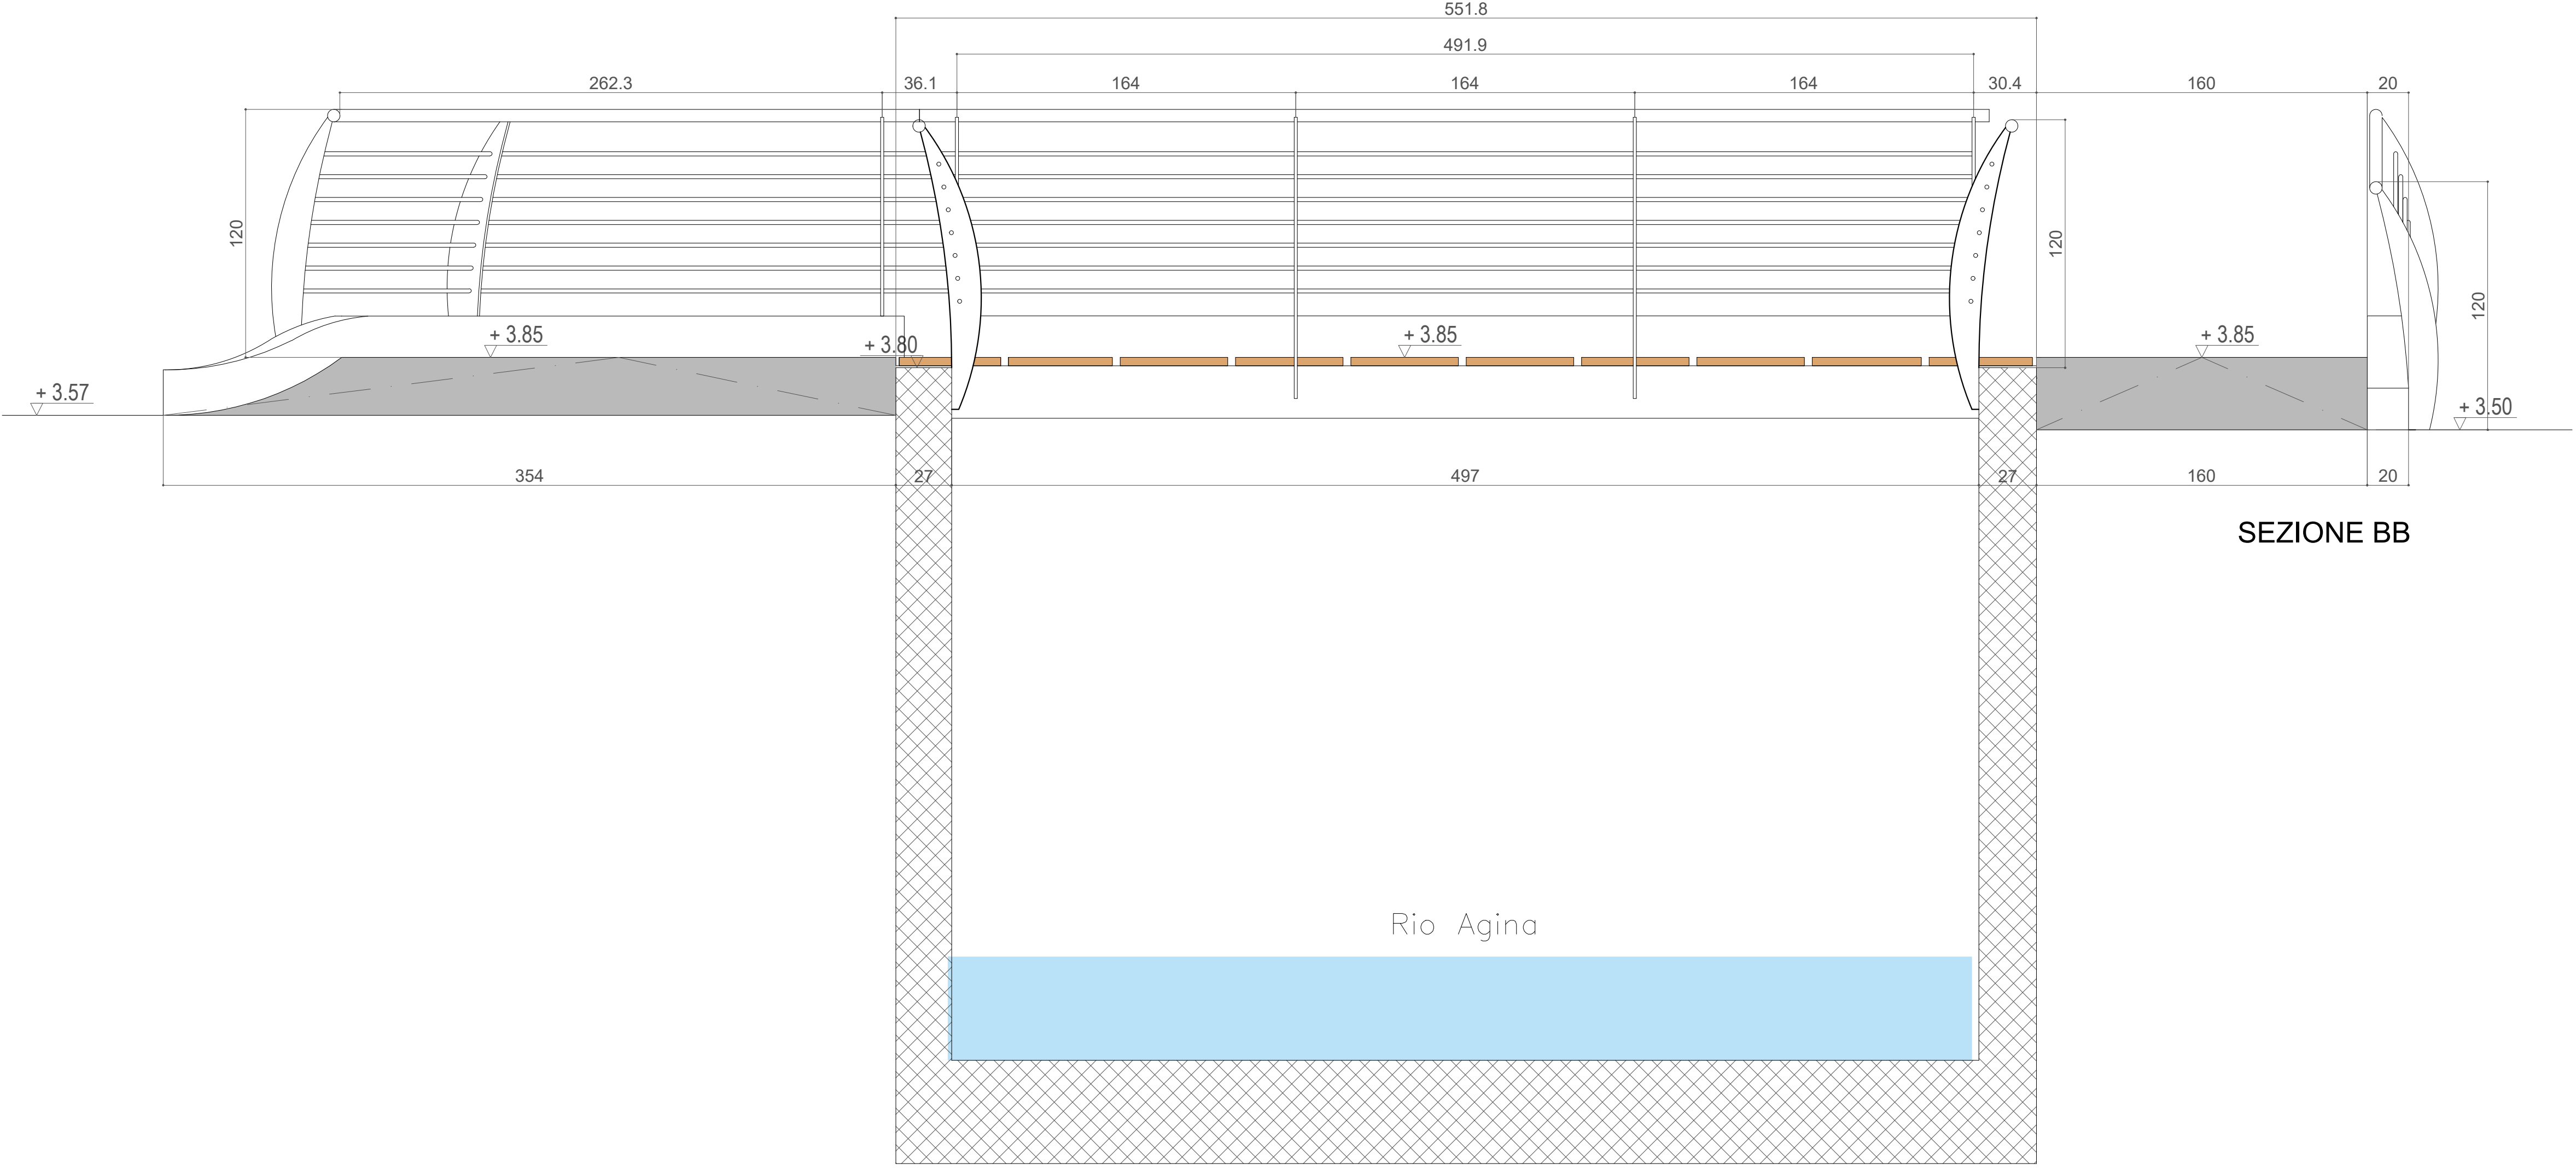 551.8
491.9
262.3 36.1 164 164 164 30.4 160 20
120 120 120
+ 3.85 + 3.80 + 3.85 + 3.85
+ 3.57 + 3.50
354 27 497 27 160 20
SEZIONE BB
Rio Agina